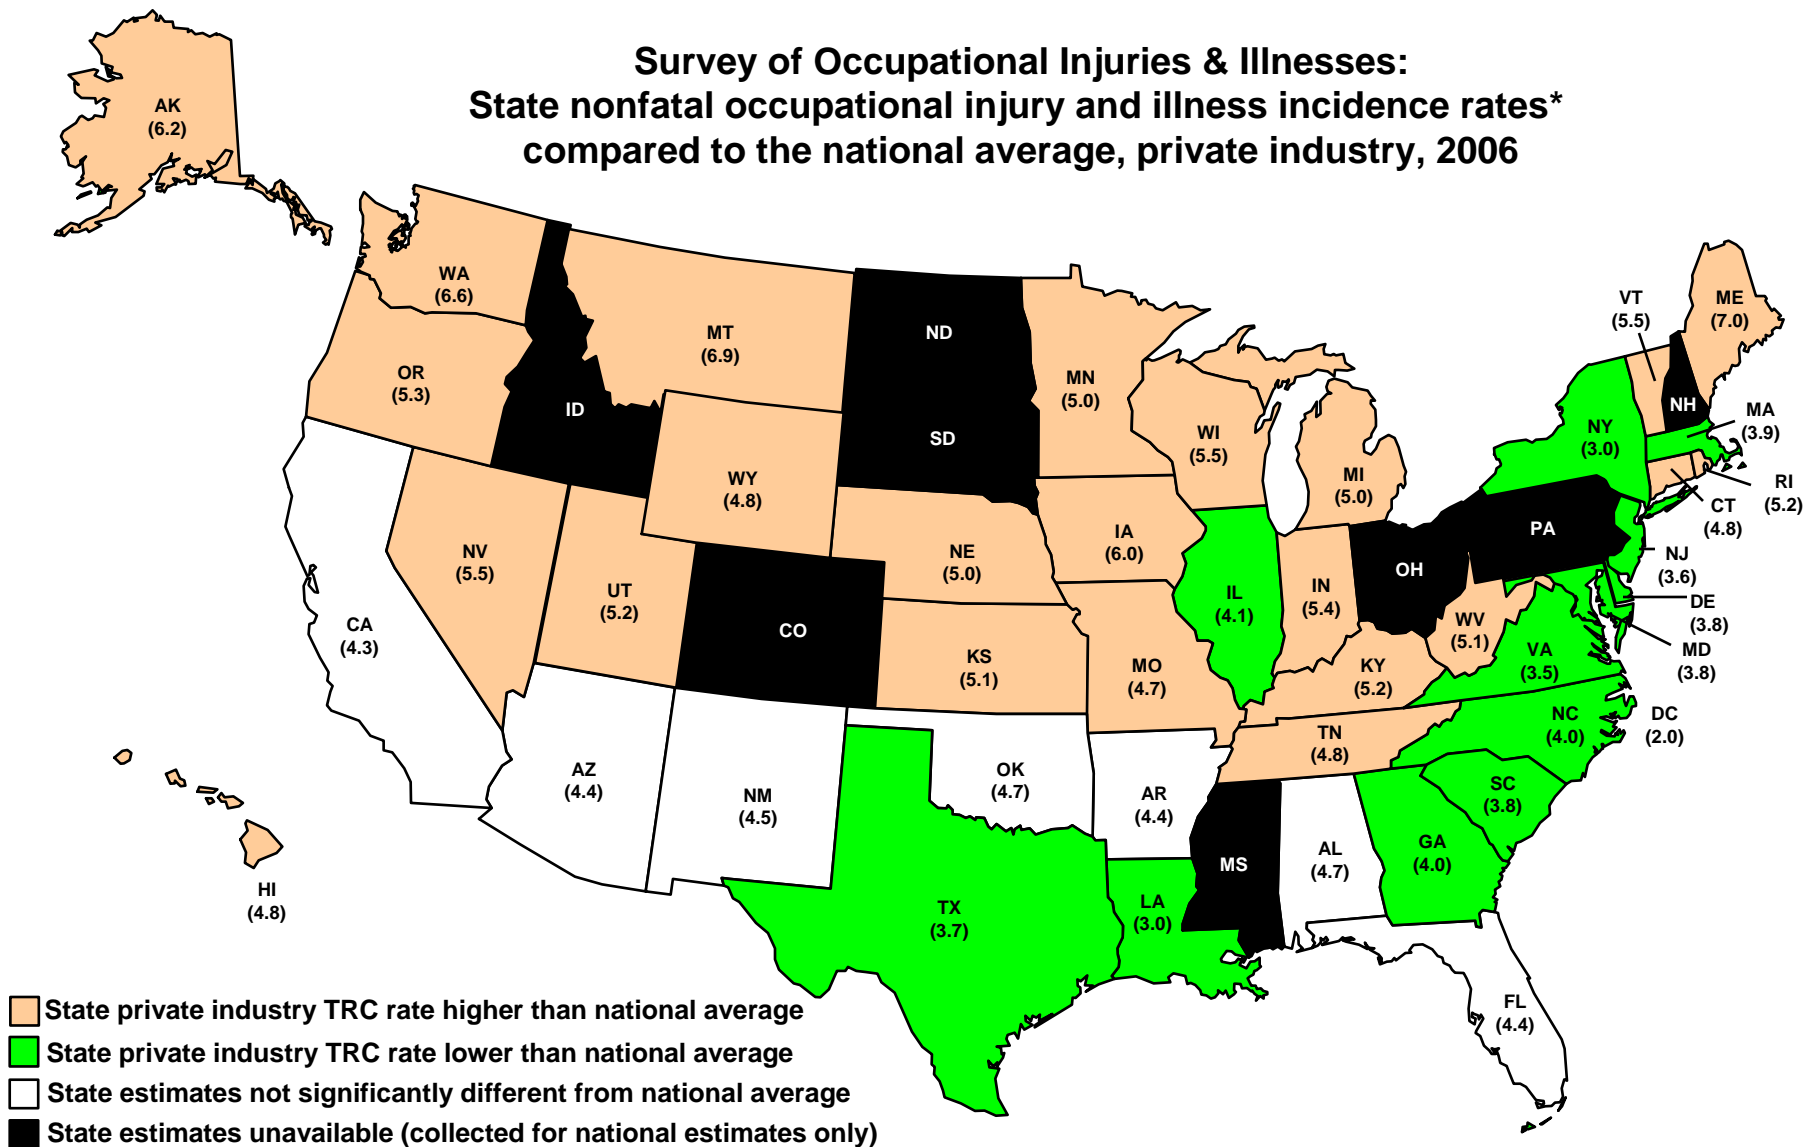 Survey of Occupational Injuries & Illnesses:
State nonfatal occupational injury and illness incidence rates*
compared to the national average, private industry, 2006
AK
(6.2)
WA
(6.6)
MT
(6.9)
ND
OR
(5.3)
ID
SD
MN
(5.0)
WI
(5.5)
MI
(5.0)
VT
(5.5)
ME
(7.0)
NH
MA
(3.9)
NY
(3.0)
RI
(5.2)
CT
(4.8)
WY
(4.8)
NV
(5.5)
UT
(5.2)
NE
(5.0)
IA
(6.0)
PA
OH
NJ
(3.6)
IL
(4.1)
IN
(5.4)
DE
(3.8)
MD
(3.8)
WV
(5.1)
VA
(3.5)
CA
(4.3)
CO
KS
(5.1)
MO
(4.7)
KY
(5.2)
NC
(4.0)
DC
(2.0)
TN
(4.8)
AZ
(4.4)
NM
(4.5)
OK
(4.7)
AR
(4.4)
SC
(3.8)
MS
AL
(4.7)
GA
(4.0)
HI
(4.8)
TX
(3.7)
LA
(3.0)
FL
(4.4)
State private industry TRC rate higher than national average
State private industry TRC rate lower than national average
State estimates not significantly different from national average
State estimates unavailable (collected for national estimates only)